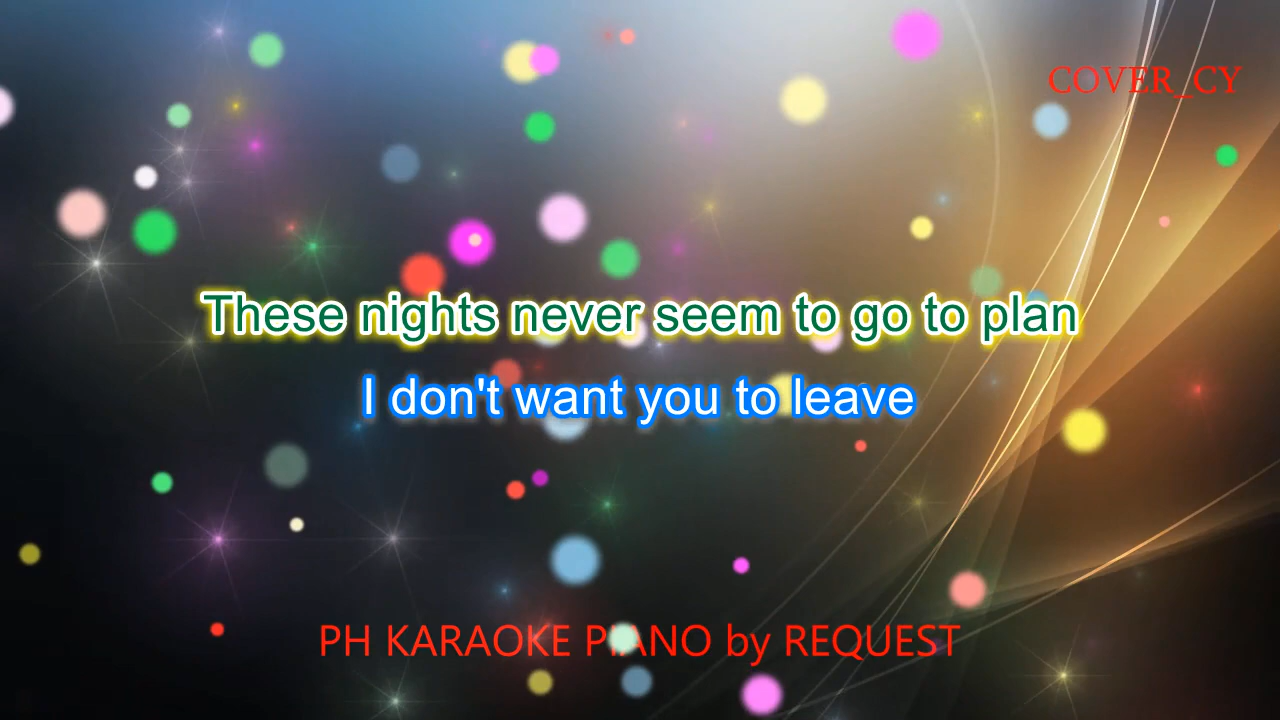 COVER_CY
These nights never seem to go to plan
I don't want you to leave
PH KARAOKE PIANO by REQUEST